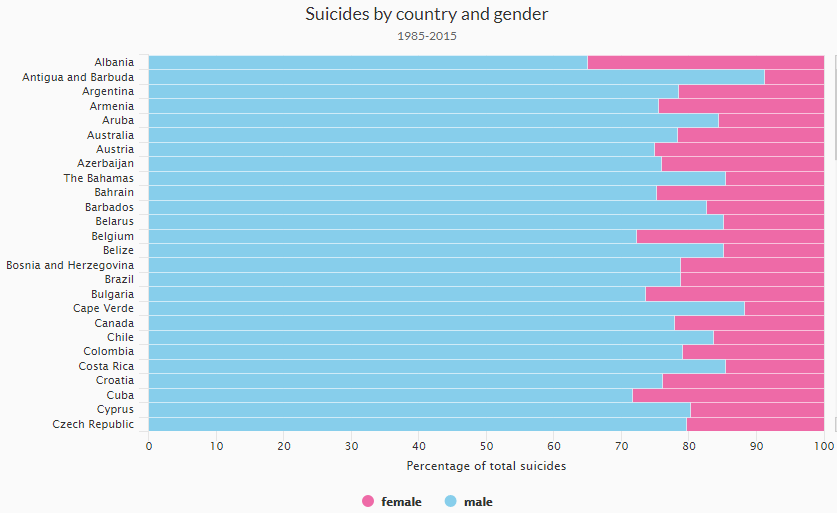 Suicides by country and gender
1985-2015
Albania
Antigua and Barbuda
Argentina
Armenia
Aruba
Australia
Austria
Azerbaijan
The Bahamas
Bahrain
Barbados
Belarus
Belgium
Belize
Bosnia and Herzegovina
Brazil
Bulgaria
Cape Verde
Canada
Chile
Colombia
Costa Rica
Croatia
Cuba
Cyprus
Czech Republic
0 10 20 30 40 50 60 70 80 90 100
Percentage of total suicides
female male